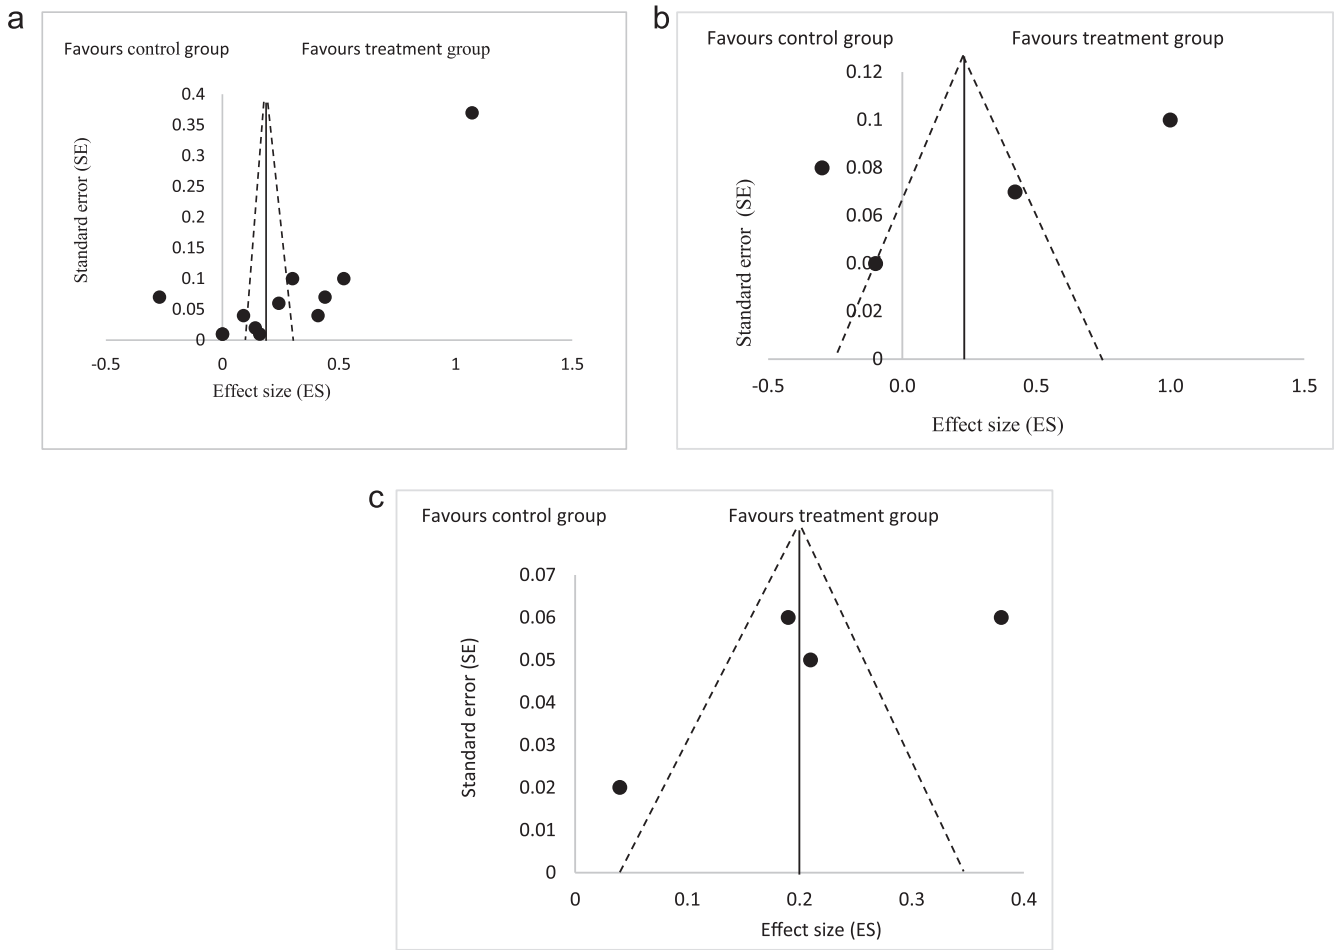 a
Favours control group Favours treatment group
0.4
0.35
0.3
0.25
0.2
0.15
0.1
0.05
0
Standard error (SE)
-0.5 0 0.5 1 1.5
Effect size (ES)
b
Favours control group Favours treatment group
0.12
0.1
0.08
0.06
0.02
0
Standard error (SE)
-0.5 0.0 0.5 1.0 1.5
Effect size (ES)
c
Favours control group Favours treatment group
0.07
0.06
0.05
0.04
0.03
0.02
0.01
0
Standard error (SE)
0 0.1 0.2 0.3 0.4
Effect size (ES)